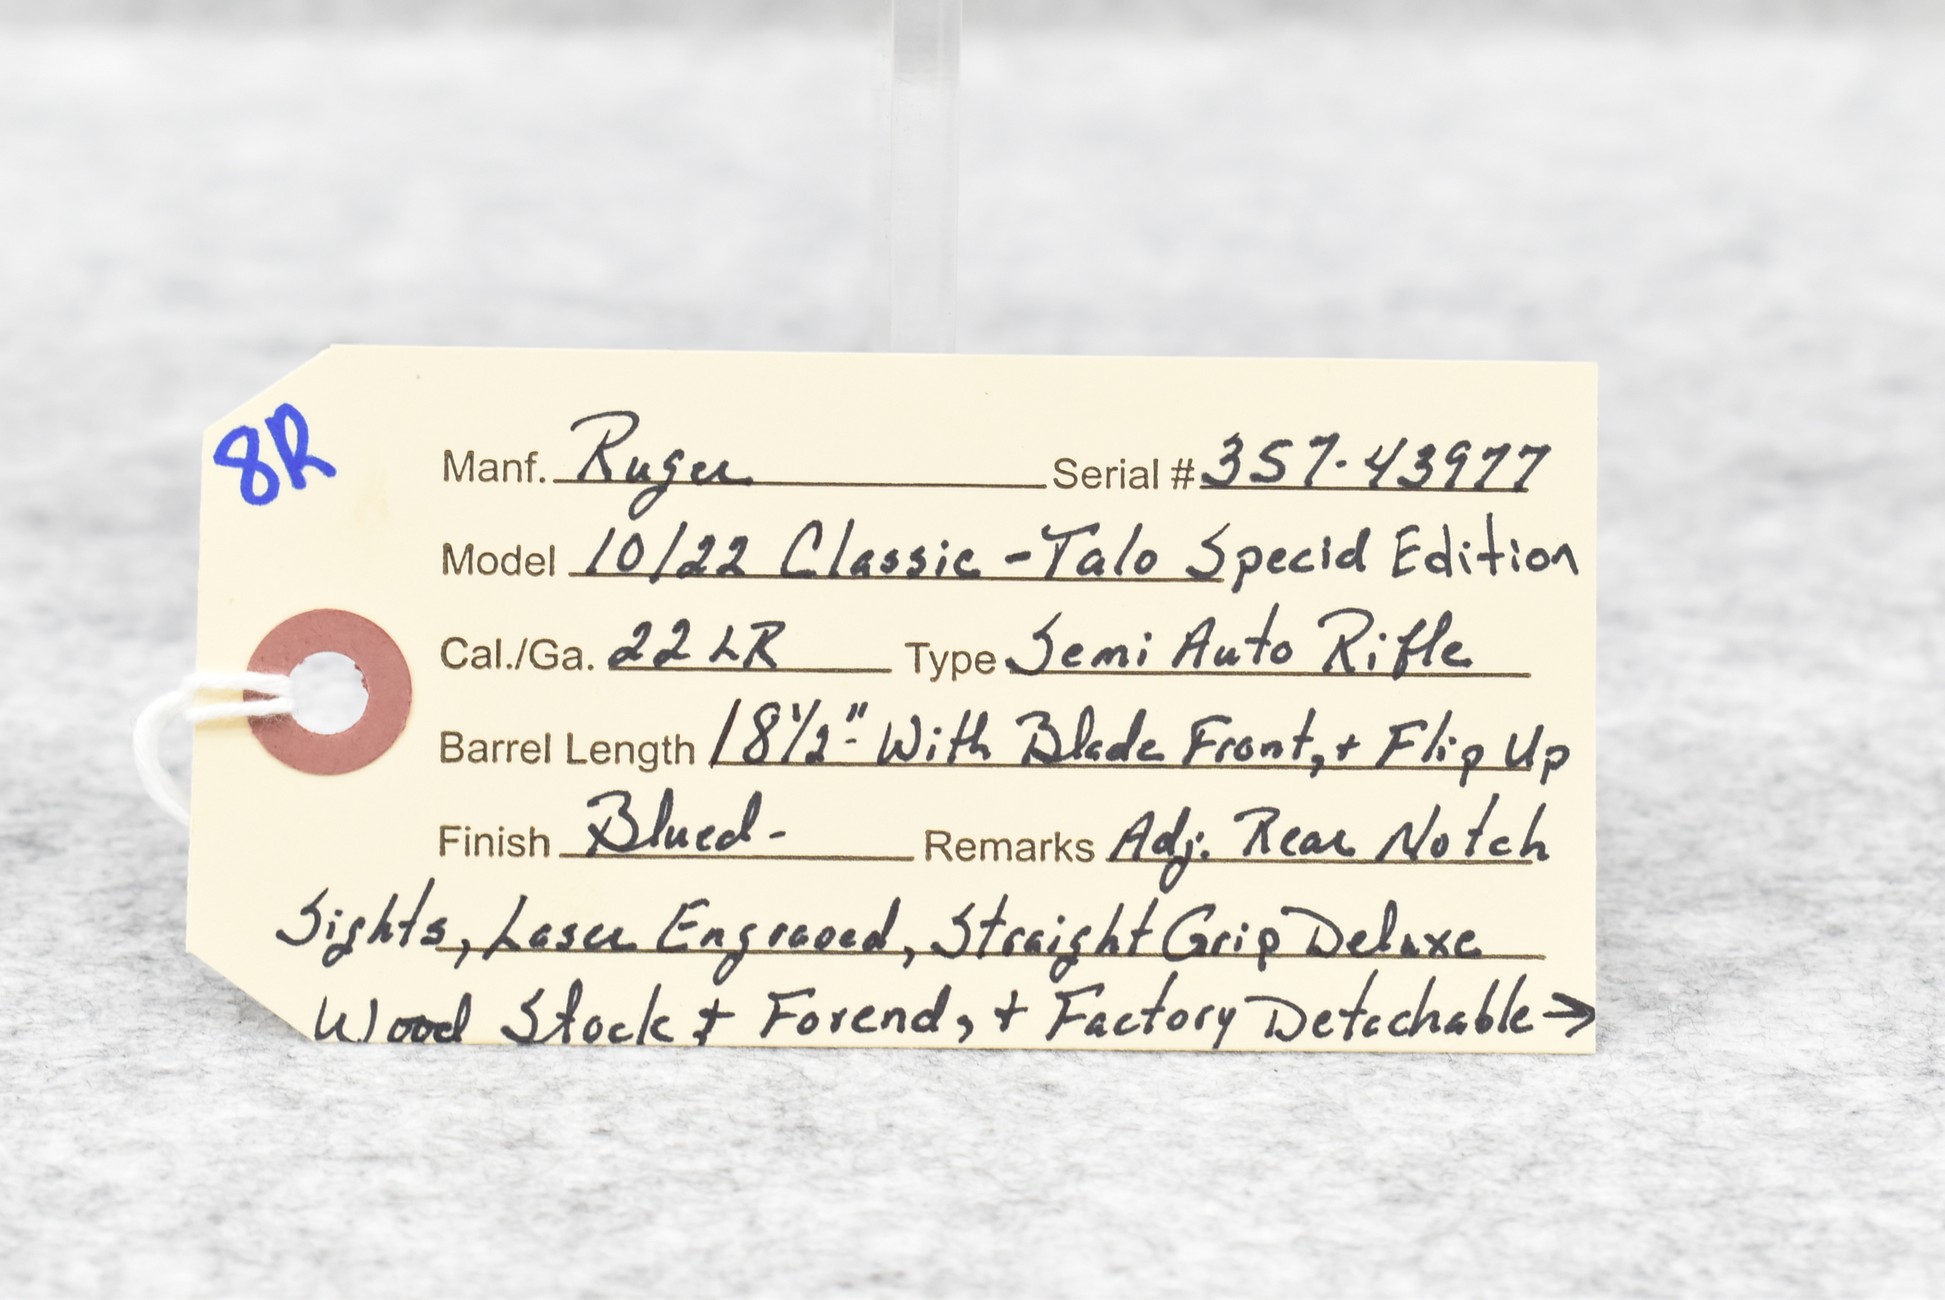 8R
Manf. Ruger Serial # 357-43977
Model 10/22 Classic - Talo Special Edition
Cal./Ga. 22 LR Type Semi Auto Rifle
Barrel Length 18 1/2" - With Blade Front, + Flip Up
Finish Blued - Remarks Adj. Rear Notch
Sights, Laser Engraved, Straight Grip Deluxe
Wood Stock + Forend, + Factory Detachable →